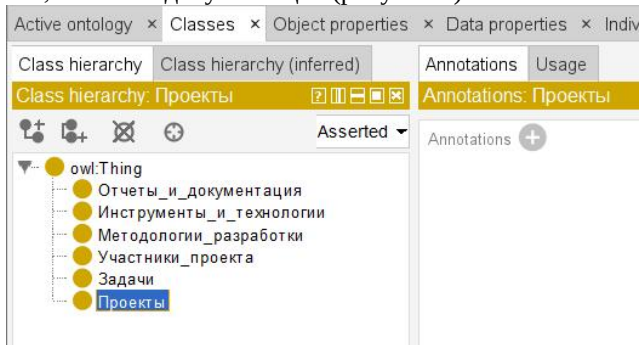 Active ontology × Classes × Object properties × Data properties ×
Class hierarchy Class hierarchy (inferred) Annotations Usage
Class hierarchy: Проекты Annotations: Проекты
Asserted Annotations
owl:Thing
Отчеты_и_документация
Инструменты_и_технологии
Методологии_разработки
Участники_проекта
Задачи
Проекты